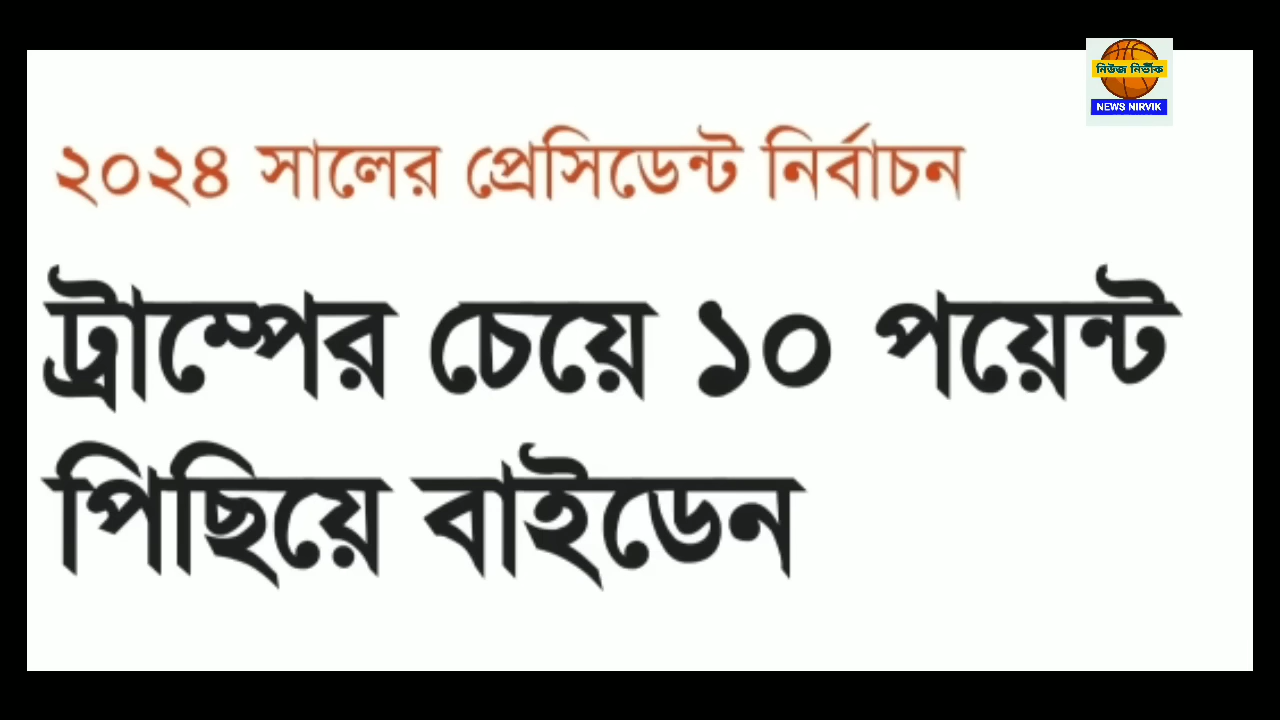 নিউজ নির্ভীক
NEWS NIRVIK
২০২৪ সালের প্রেসিডেন্ট নির্বাচন
ট্রাম্পের চেয়ে ১০ পয়েন্ট
পিছিয়ে বাইডেন